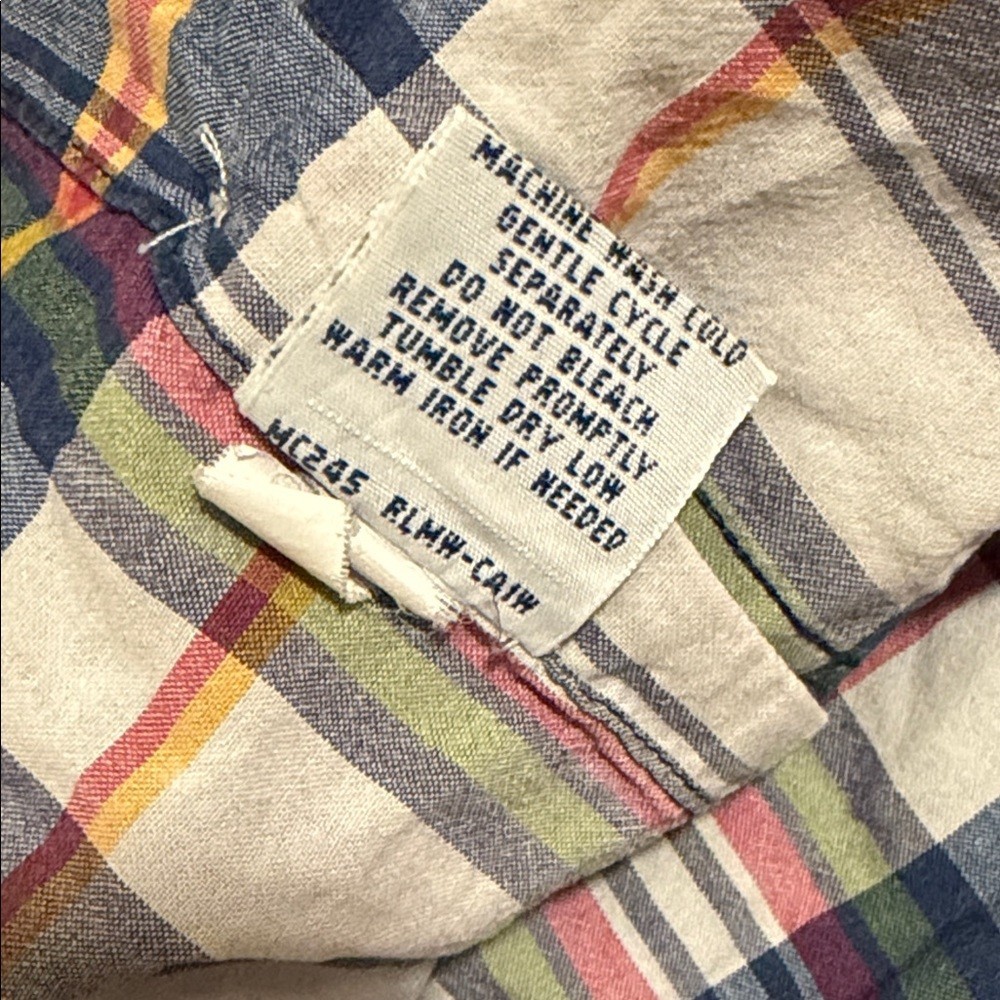 MACHINE WASH COLD
GENTLE CYCLE
SEPARATELY
DO NOT BLEACH
REMOVE PROMPTLY
TUMBLE DRY LOW
WARM IRON IF NEEDED
MC245 RLMW-CAIW